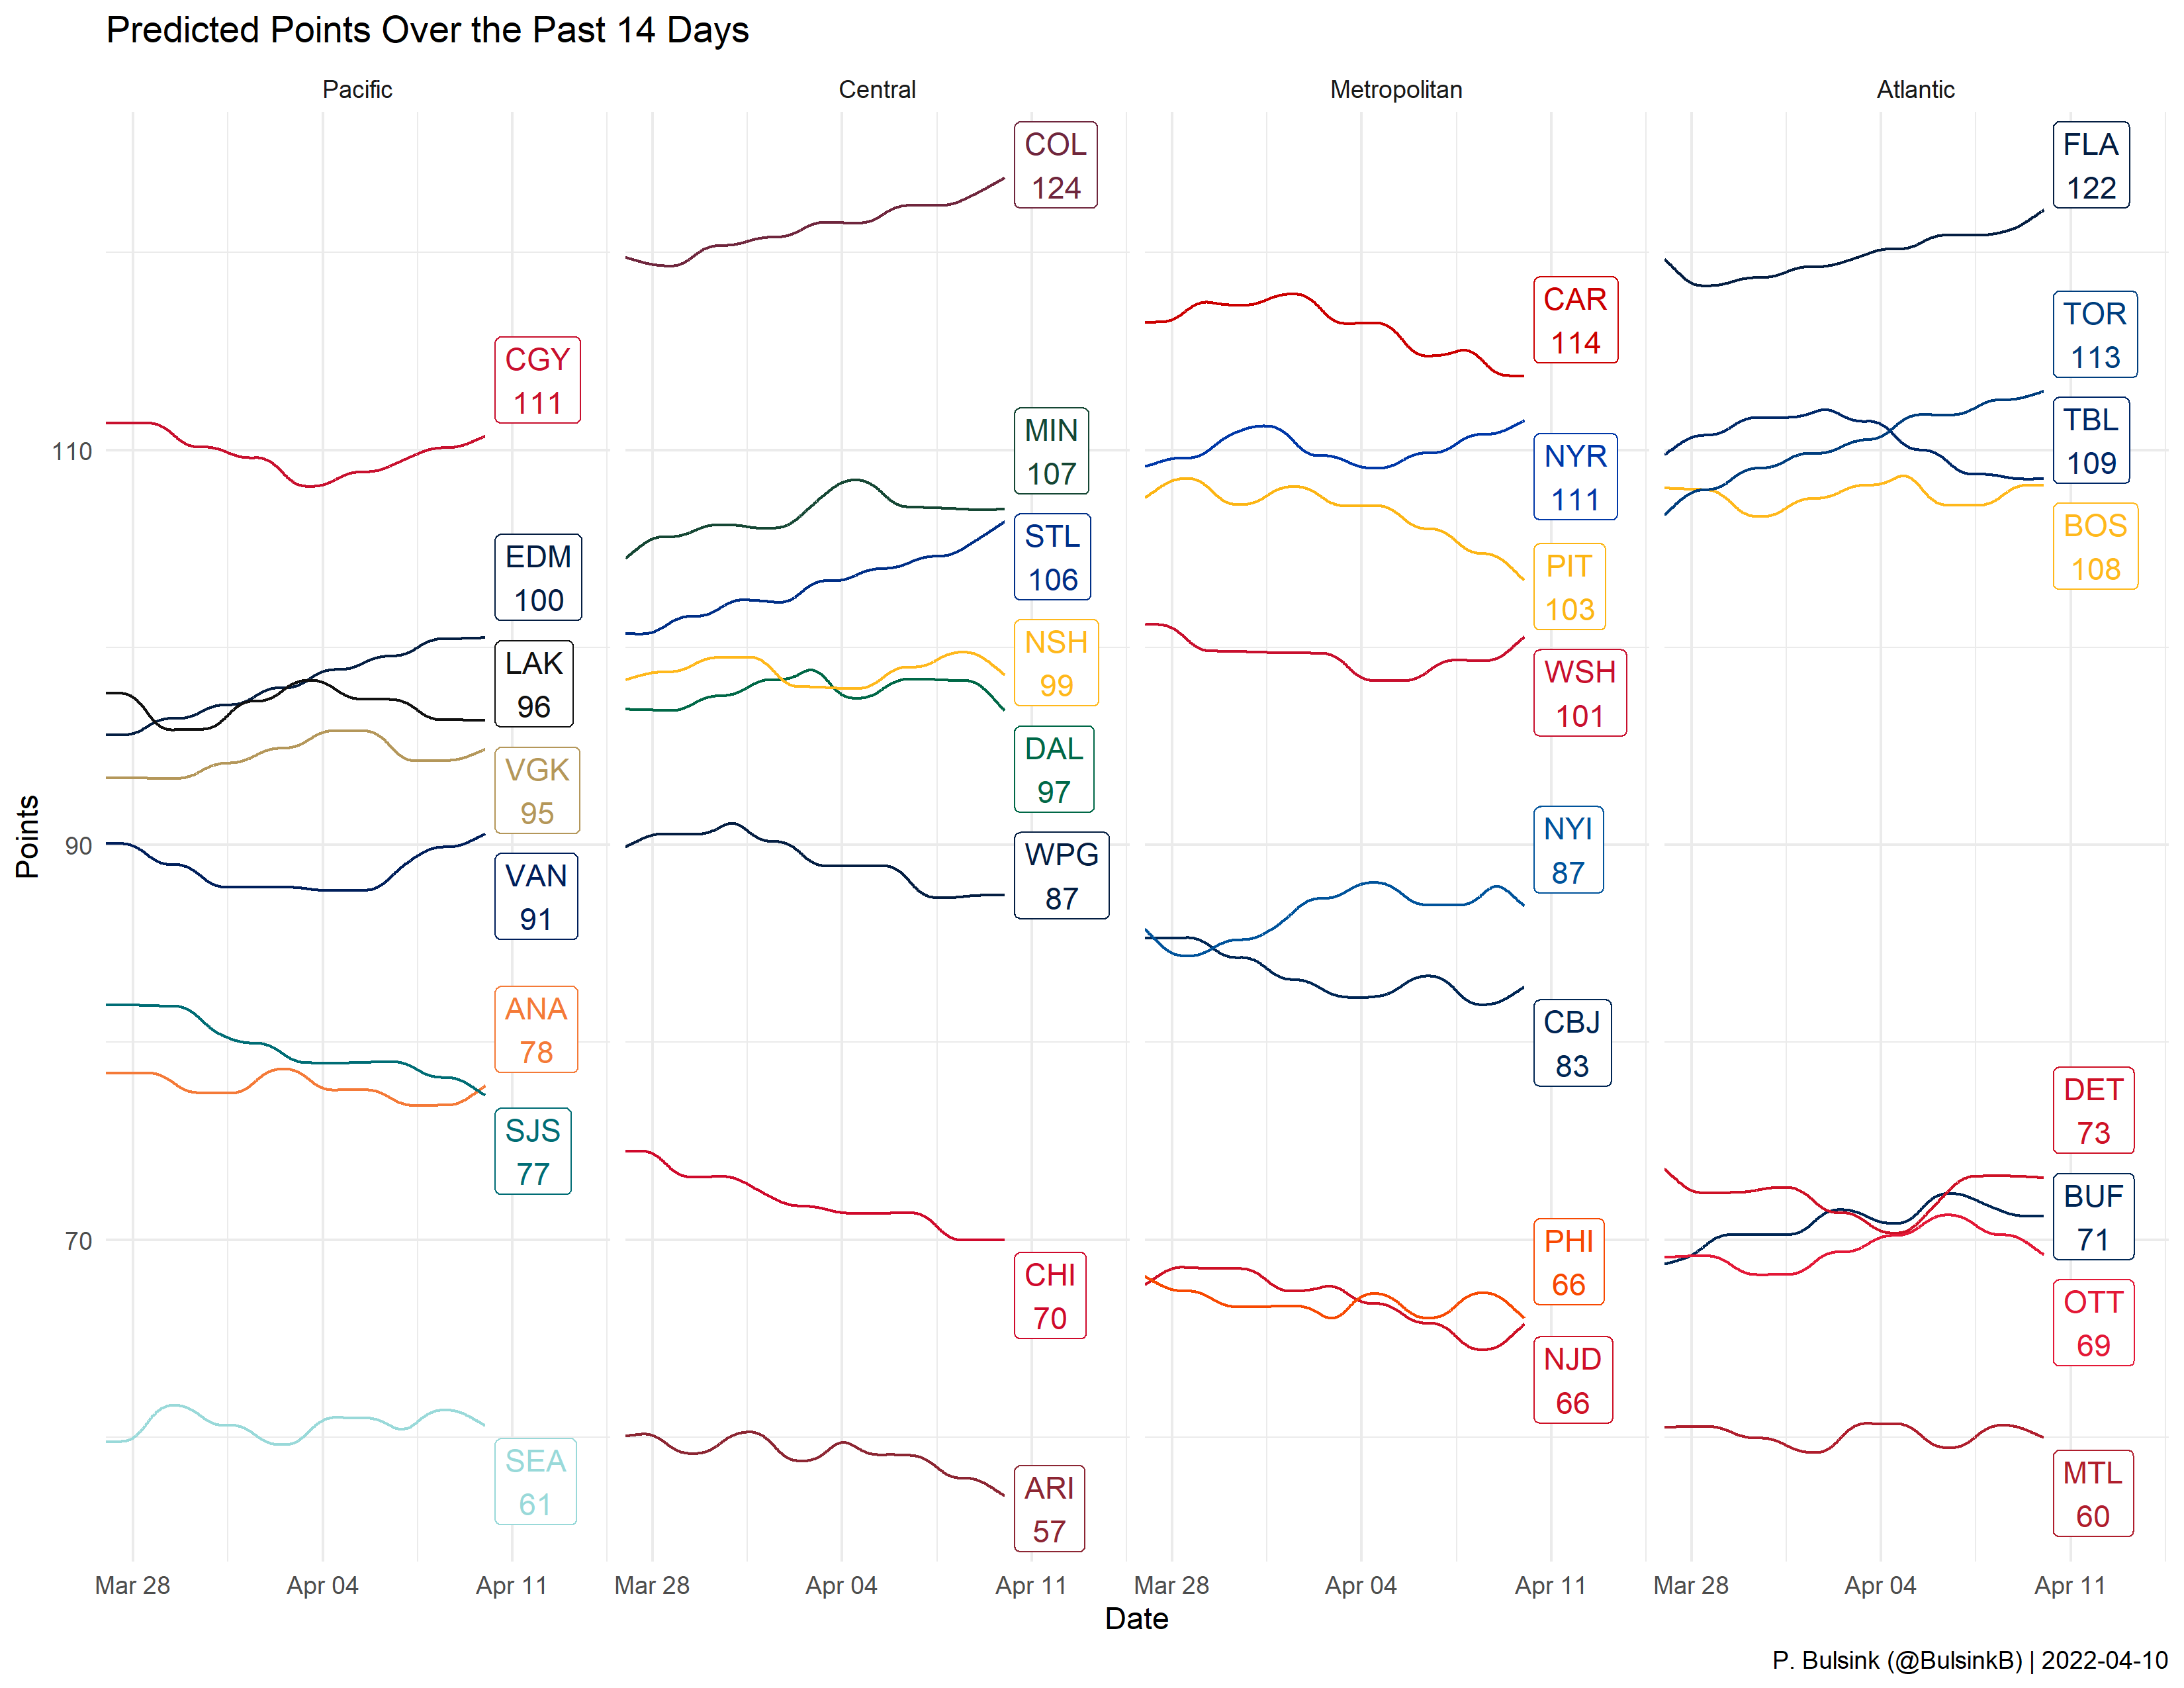 Predicted Points Over the Past 14 Days
Pacific
Central
Metropolitan
Atlantic
Points
110
90
70
CGY
111
EDM
100
LAK
96
VGK
95
VAN
91
ANA
78
SJS
77
SEA
61
COL
124
MIN
107
STL
106
NSH
99
DAL
97
WPG
87
CHI
70
ARI
57
CAR
114
NYR
111
PIT
103
WSH
101
NYI
87
CBJ
83
PHI
66
NJD
66
FLA
122
TOR
113
TBL
109
BOS
108
DET
73
BUF
71
OTT
69
MTL
60
Mar 28
Apr 04
Apr 11
Mar 28
Apr 04
Apr 11
Mar 28
Apr 04
Apr 11
Mar 28
Apr 04
Apr 11
Date
P. Bulsink (@BulsinkB) | 2022-04-10